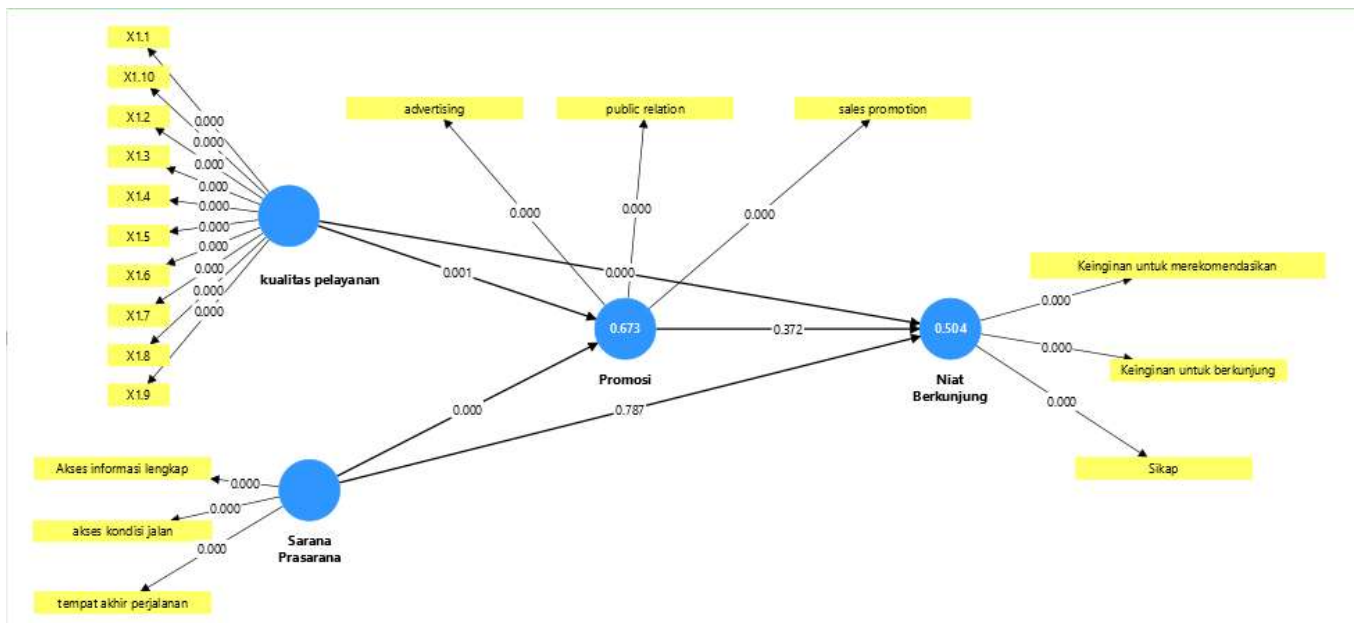 X1.1
X1.10
X1.2
X1.3
X1.4
X1.5
X1.6
X1.7
X1.8
X1.9
0.000
0.000
0.000
0.000
0.000
0.000
0.000
0.000
0.000
0.000
kualitas pelayanan
advertising
public relation
sales promotion
0.000
0.000
0.000
0.001
0.000
0.673
Promosi
0.372
0.504
Niat
Berkunjung
0.000
0.787
Keinginan untuk merekomendasikan
0.000
0.000
Keinginan untuk berkunjung
0.000
Sikap
Akses informasi lengkap
0.000
akses kondisi jalan
0.000
0.000
tempat akhir perjalanan
Sarana
Prasarana